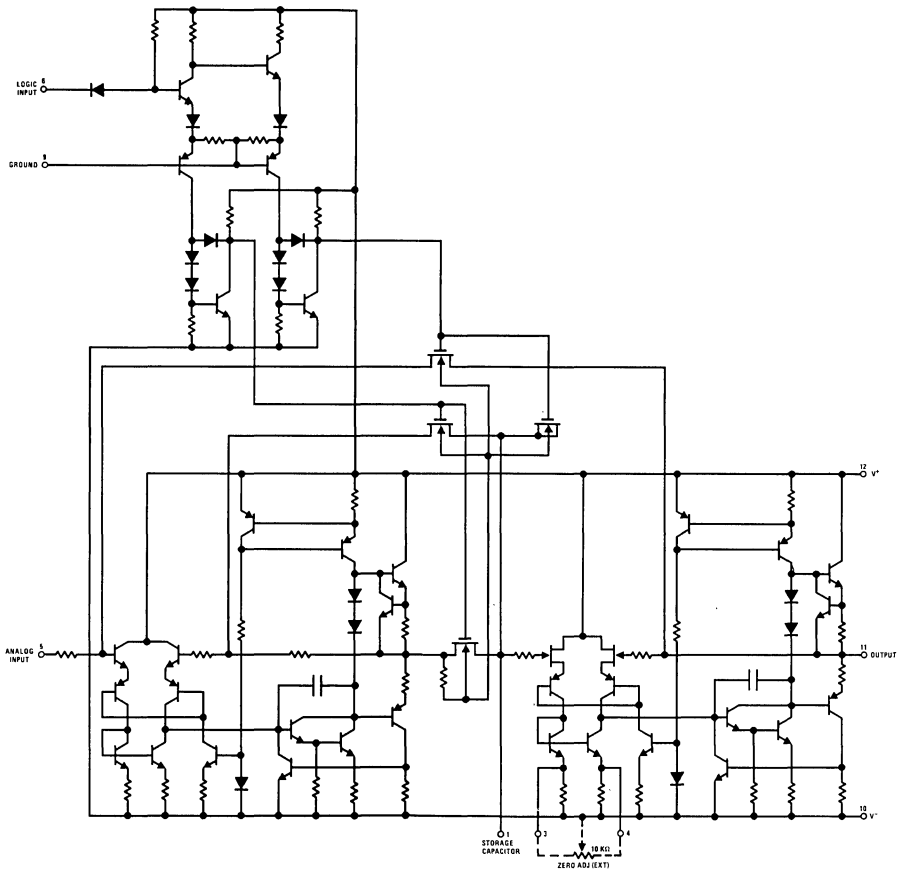 LOGIC 8
INPUT
GROUND 9
12
V+
ANALOG 5
INPUT
11
OUTPUT
10
V-
1
STORAGE
CAPACITOR
3
4
10 KΩ
ZERO ADJ (EXT)